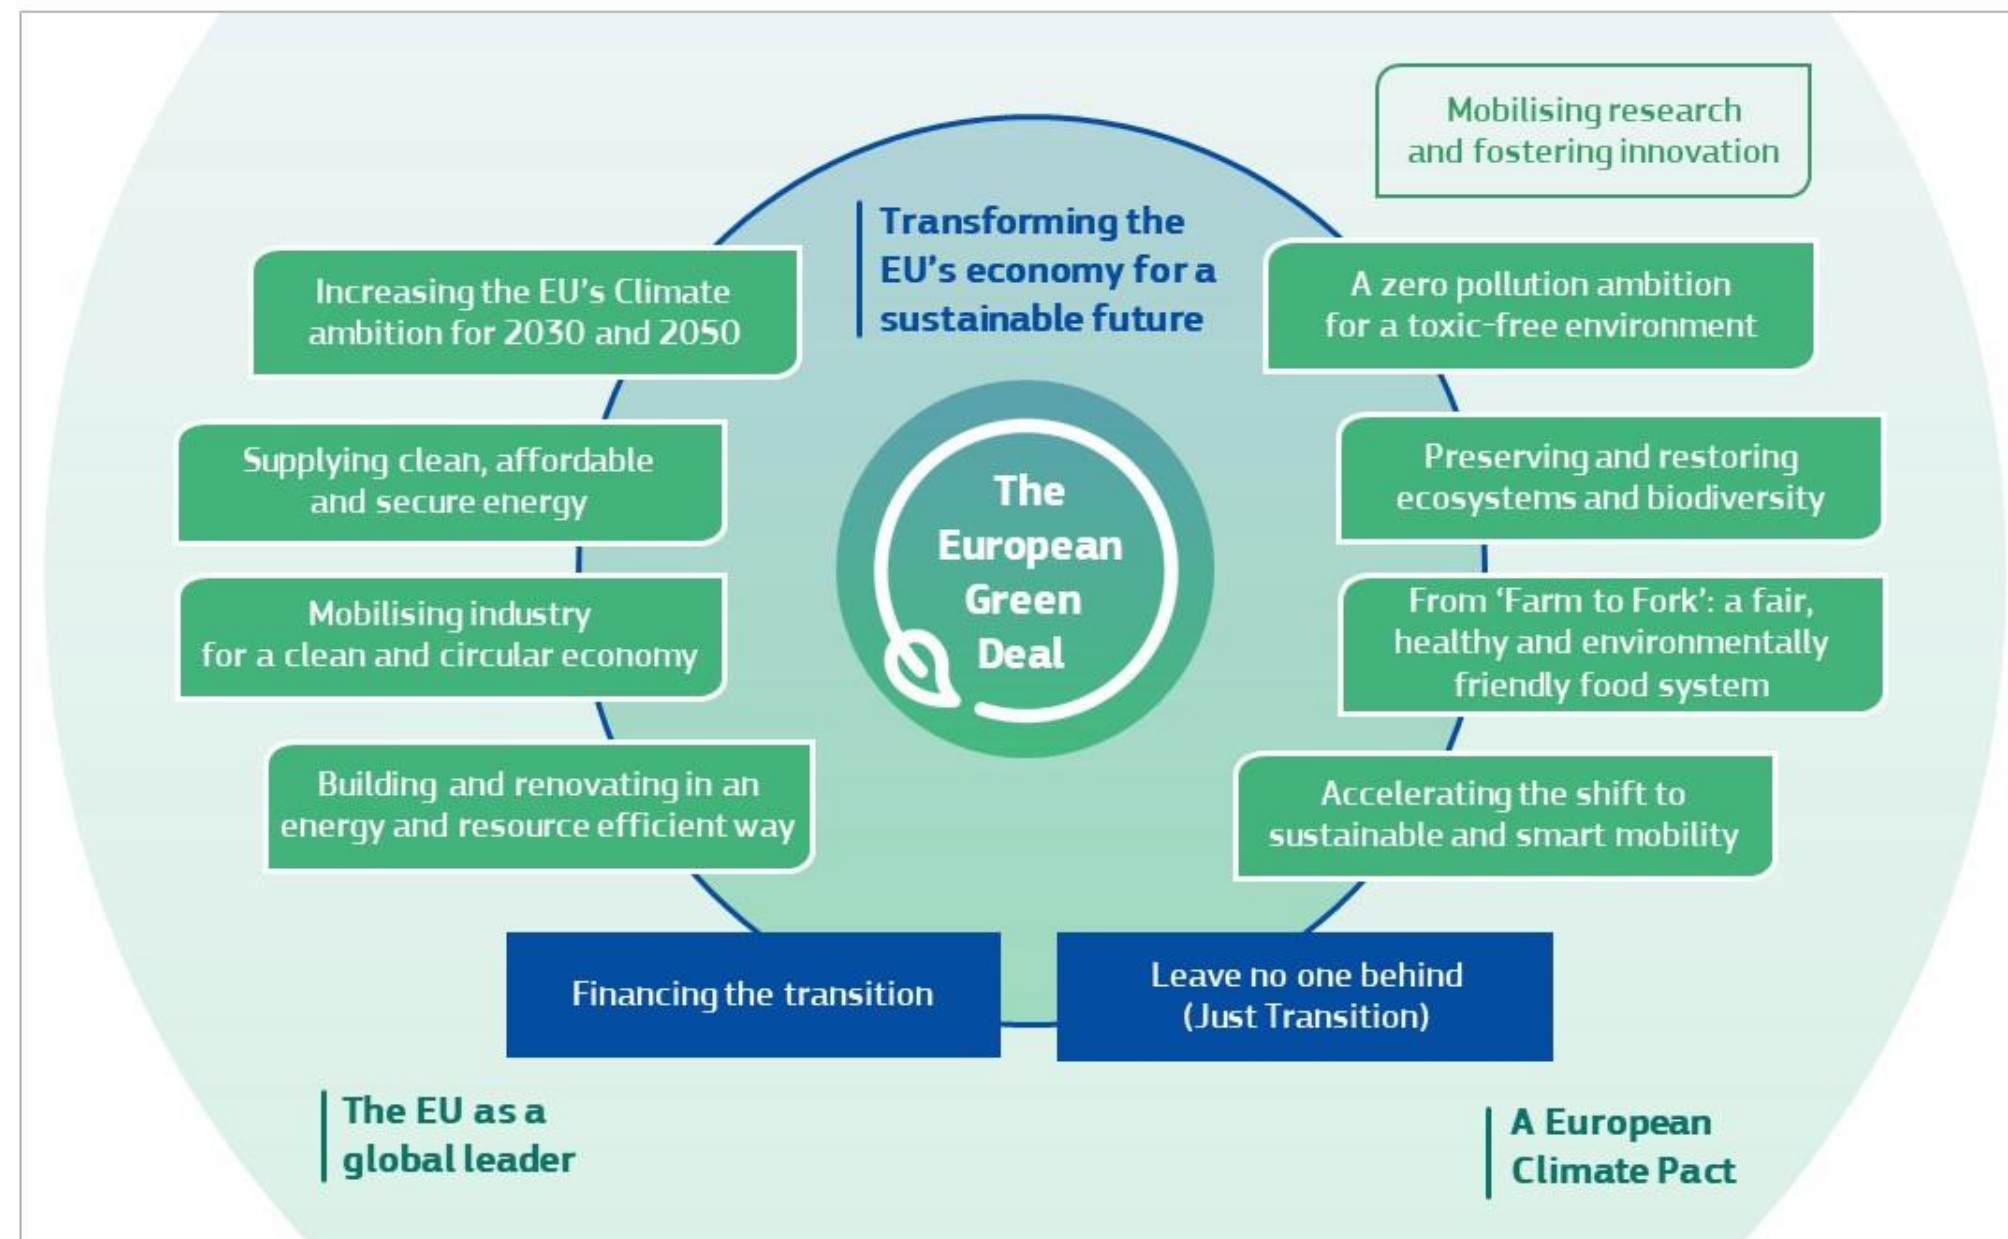 Mobilising research
and fostering innovation
Transforming the
EU's economy for a
sustainable future
Increasing the EU's Climate
ambition for 2030 and 2050
A zero pollution ambition
for a toxic-free environment
Supplying clean, affordable
and secure energy
Preserving and restoring
ecosystems and biodiversity
The
European
Green
Deal
Mobilising industry
for a clean and circular economy
From ‘Farm to Fork’: a fair,
healthy and environmentally
friendly food system
Building and renovating in an
energy and resource efficient way
Accelerating the shift to
sustainable and smart mobility
Financing the transition
Leave no one behind
(Just Transition)
The EU as a
global leader
A European
Climate Pact